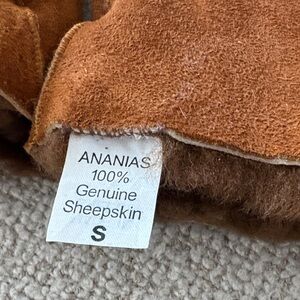 ANANIAS
100%
Genuine
Sheepskin
S